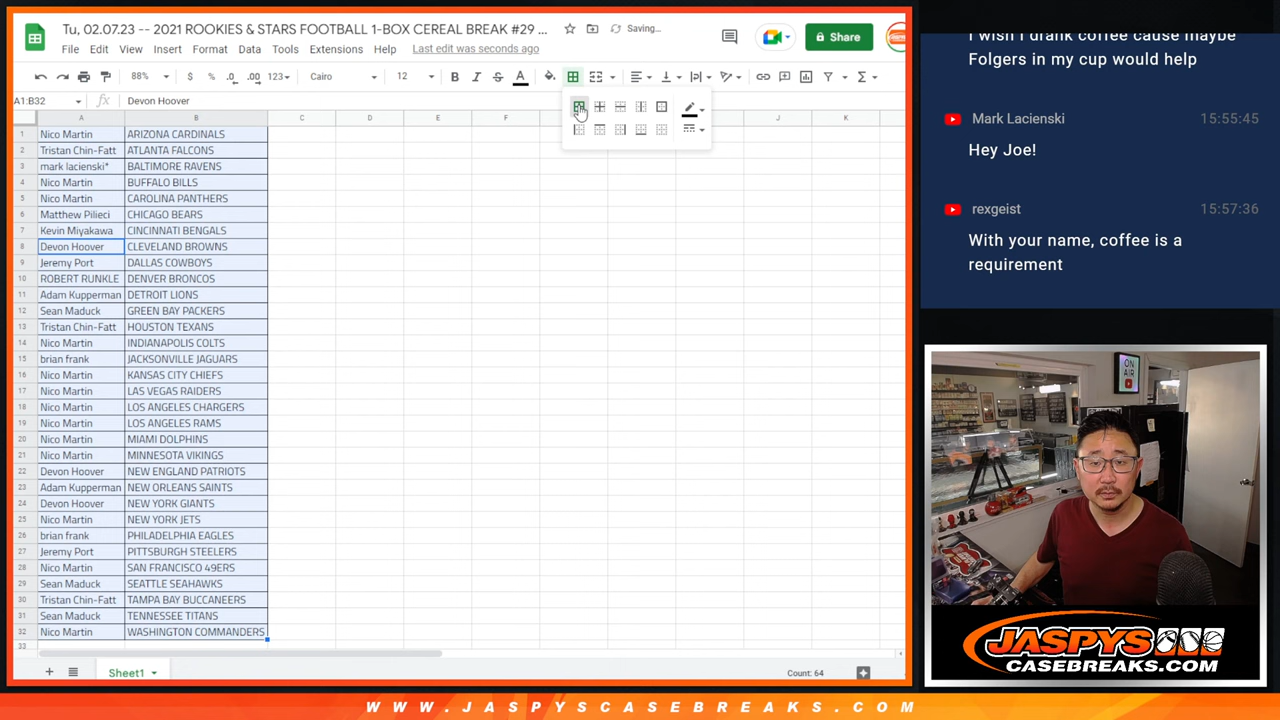 Tu, 02.07.23 -- 2021 ROOKIES & STARS FOOTBALL 1-BOX CEREAL BREAK #29 ...
Saving...
File Edit View Insert Format Data Tools Extensions Help Last edit was seconds ago
Share
88% $ % .0 .00 123 Cairo 12 B I S A
A1:B32 fx Devon Hoover
A B C D E F J K
1 Nico Martin ARIZONA CARDINALS
2 Tristan Chin-Fatt ATLANTA FALCONS
3 mark lacienski* BALTIMORE RAVENS
4 Nico Martin BUFFALO BILLS
5 Nico Martin CAROLINA PANTHERS
6 Matthew Pilieci CHICAGO BEARS
7 Kevin Miyakawa CINCINNATI BENGALS
8 Devon Hoover CLEVELAND BROWNS
9 Jeremy Port DALLAS COWBOYS
10 ROBERT RUNKLE DENVER BRONCOS
11 Adam Kupperman DETROIT LIONS
12 Sean Maduck GREEN BAY PACKERS
13 Tristan Chin-Fatt HOUSTON TEXANS
14 Nico Martin INDIANAPOLIS COLTS
15 brian frank JACKSONVILLE JAGUARS
16 Nico Martin KANSAS CITY CHIEFS
17 Nico Martin LAS VEGAS RAIDERS
18 Nico Martin LOS ANGELES CHARGERS
19 Nico Martin LOS ANGELES RAMS
20 Nico Martin MIAMI DOLPHINS
21 Nico Martin MINNESOTA VIKINGS
22 Devon Hoover NEW ENGLAND PATRIOTS
23 Adam Kupperman NEW ORLEANS SAINTS
24 Devon Hoover NEW YORK GIANTS
25 Nico Martin NEW YORK JETS
26 brian frank PHILADELPHIA EAGLES
27 Jeremy Port PITTSBURGH STEELERS
28 Nico Martin SAN FRANCISCO 49ERS
29 Sean Maduck SEATTLE SEAHAWKS
30 Tristan Chin-Fatt TAMPA BAY BUCCANEERS
31 Sean Maduck TENNESSEE TITANS
32 Nico Martin WASHINGTON COMMANDERS
33
Sheet1
Count: 64
I wish I drank coffee cause maybe
Folgers in my cup would help
Mark Lacienski 15:55:45
Hey Joe!
rexgeist 15:57:36
With your name, coffee is a
requirement
ON
AIR
JASPYS
CASEBREAKS.COM
WWW.JASPYSCASEBREAKS.COM